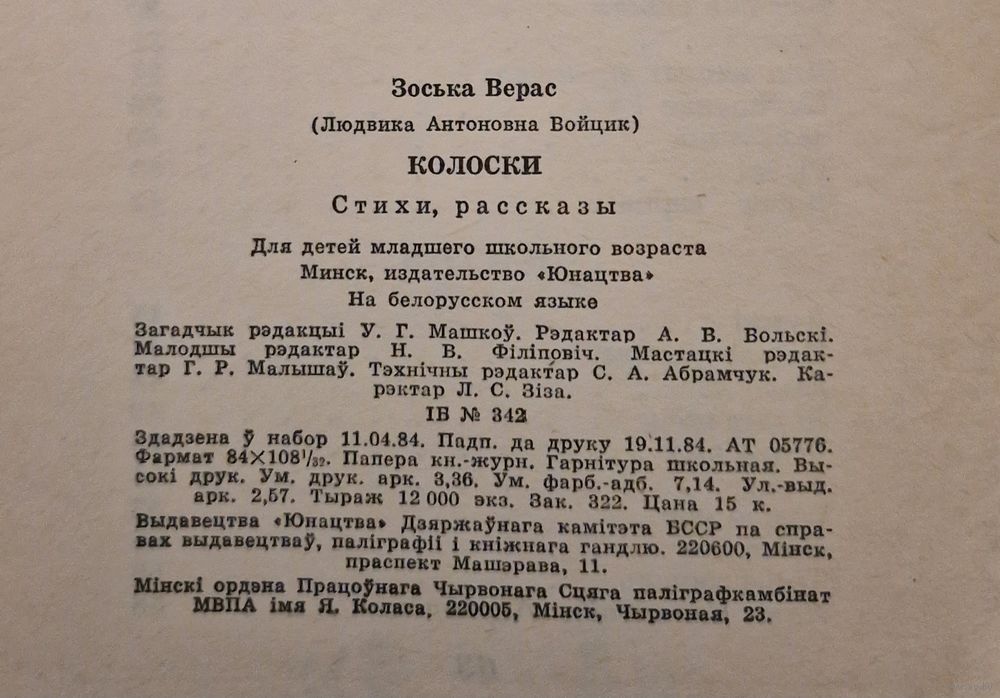 Зоська Верас
(Людвика Антоновна Войцик)
КОЛОСКИ
Стихи, рассказы
Для детей младшего школьного возраста
Минск, издательство «Юнацтва»
На белорусском языке
Загадчык рэдакцыі У. Г. Машкоў. Рэдактар А. В. Вольскі.
Малодшы рэдактар Н. В. Філіповіч. Мастацкі рэдак-
тар Г. Р. Малышаў. Тэхнічны рэдактар С. А. Абрамчук. Ка-
рэктар Л. С. Зіза.
ІБ № 342
Здадзена ў набор 11.04.84. Падп. да друку 19.11.84. АТ 05776.
Фармат 84×108¹/₃₂. Папера кн.-журн. Гарнітура школьная. Вы-
сокі друк. Ум. друк. арк. 3,36. Ум. фарб.-адб. 7,14. Ул.-выд.
арк. 2,57. Тыраж 12 000 экз. Зак. 322. Цана 15 к.
Выдавецтва «Юнацтва» Дзяржаўнага камітэта БССР па спра-
вах выдавецтваў, паліграфіі і кніжнага гандлю. 220600, Мінск,
праспект Машэрава, 11.
Мінскі ордэна Працоўнага Чырвонага Сцяга паліграфкамбінат
МВПА імя Я. Коласа. 220005, Мінск, Чырвоная, 23.